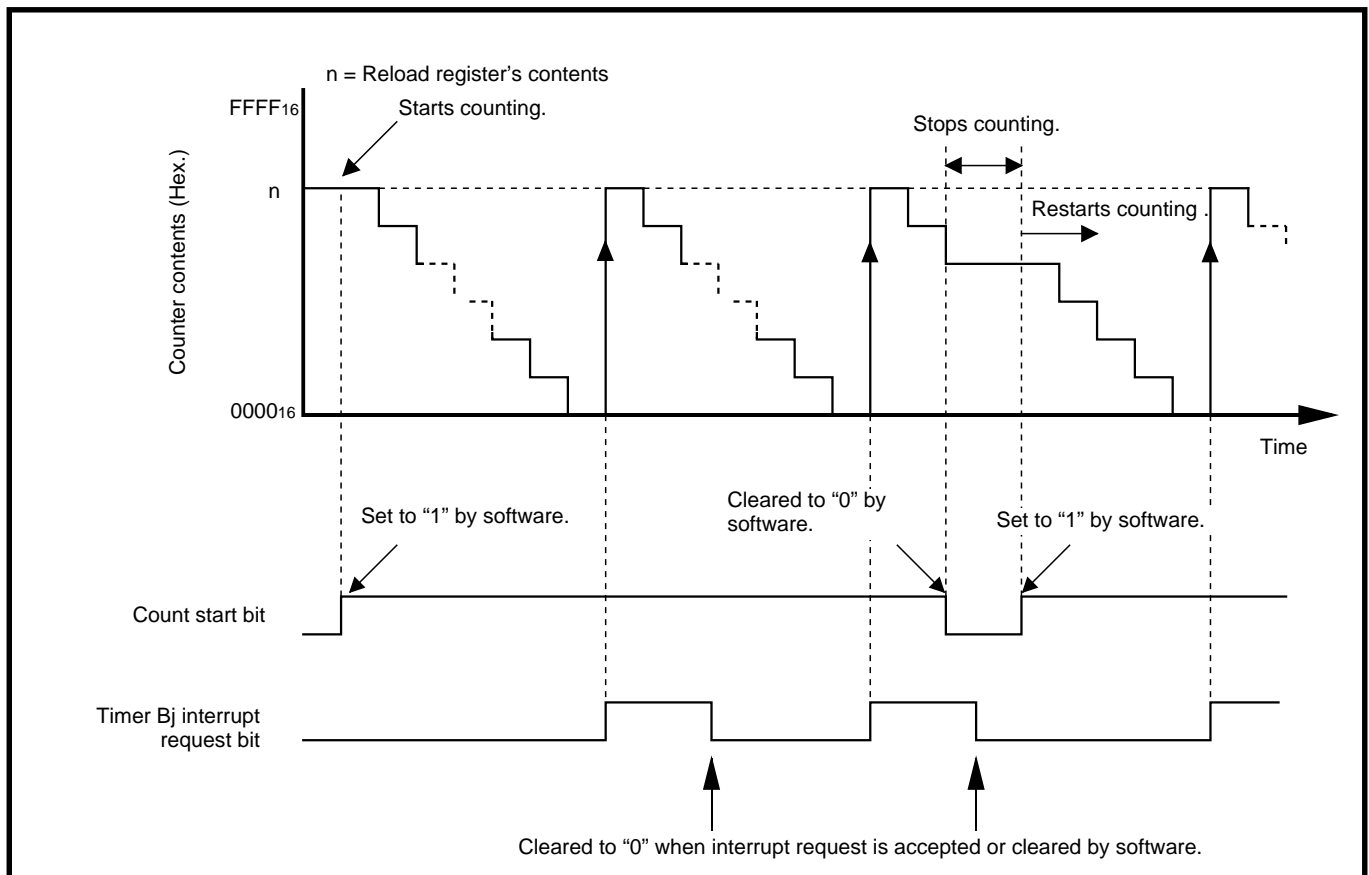 n = Reload register’s contents
FFFF16
Starts counting.
Stops counting.
Counter contents (Hex.)
n
Restarts counting .
000016
Time
Set to “1” by software.
Cleared to “0” by
software.
Set to “1” by software.
Count start bit
Timer Bj interrupt
request bit
Cleared to “0” when interrupt request is accepted or cleared by software.